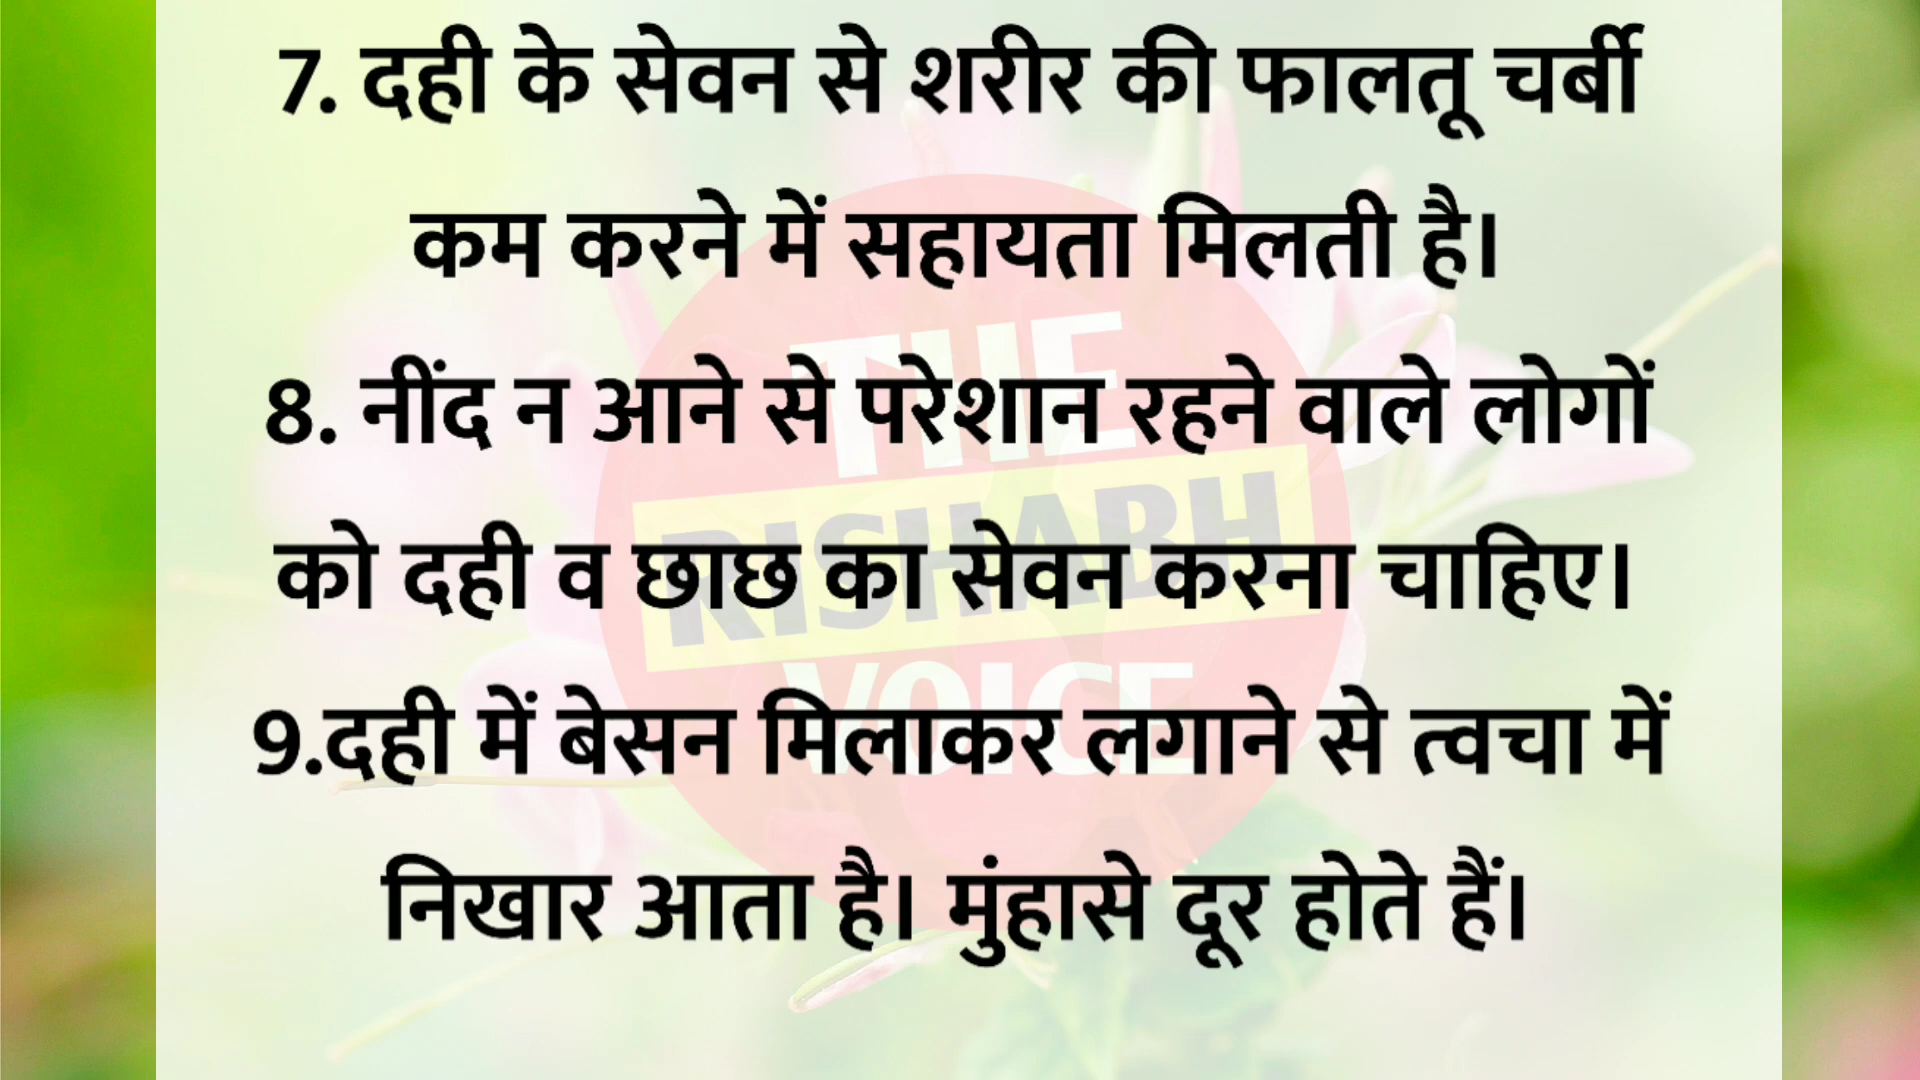 7. दही के सेवन से शरीर की फालतू चर्बी
कम करने में सहायता मिलती है।
8. नींद न आने से परेशान रहने वाले लोगों
को दही व छाछ का सेवन करना चाहिए।
9.दही में बेसन मिलाकर लगाने से त्वचा में
निखार आता है। मुंहासे दूर होते हैं।
THE
RISHABH
VOICE